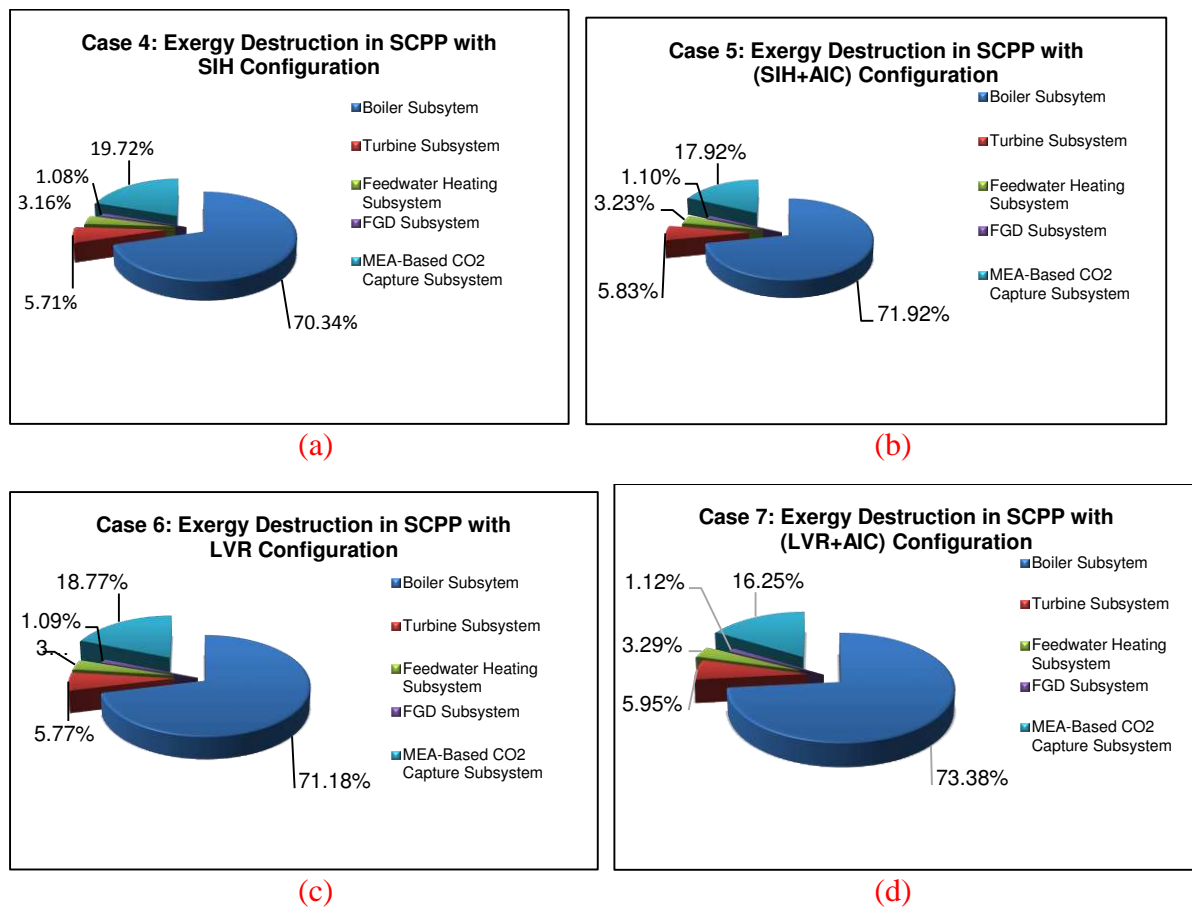 Case 4: Exergy Destruction in SCPP with
SIH Configuration
Boiler Subsytem
Turbine Subsystem
Feedwater Heating
Subsystem
FGD Subsystem
MEA-Based CO2
Capture Subsystem
19.72%
1.08%
3.16%
5.71%
70.34%
(a)
Case 5: Exergy Destruction in SCPP with
(SIH+AIC) Configuration
Boiler Subsytem
Turbine Subsystem
Feedwater Heating
Subsystem
FGD Subsystem
MEA-Based CO2
Capture Subsystem
17.92%
1.10%
3.23%
5.83%
71.92%
(b)
Case 6: Exergy Destruction in SCPP with
LVR Configuration
Boiler Subsytem
Turbine Subsystem
Feedwater Heating
Subsystem
FGD Subsystem
MEA-Based CO2
Capture Subsystem
18.77%
1.09%
3...
5.77%
71.18%
(c)
Case 7: Exergy Destruction in SCPP with
(LVR+AIC) Configuration
Boiler Subsytem
Turbine Subsystem
Feedwater Heating
Subsystem
FGD Subsystem
MEA-Based CO2
Capture Subsystem
16.25%
1.12%
3.29%
5.95%
73.38%
(d)